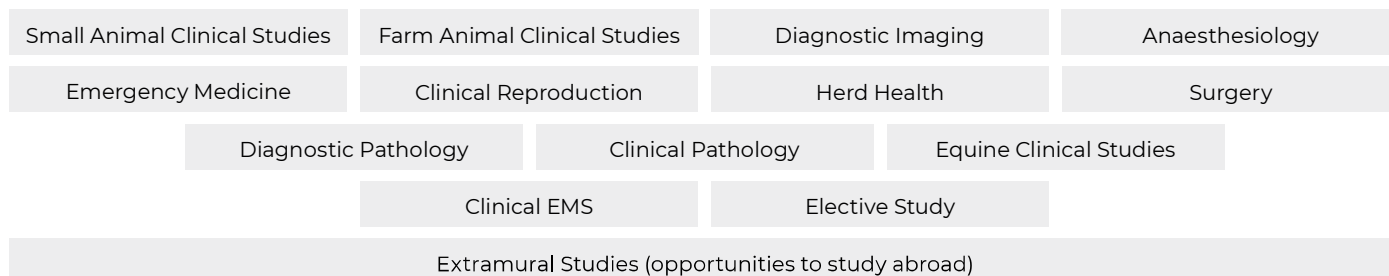 Small Animal Clinical Studies Farm Animal Clinical Studies Diagnostic Imaging Anaesthesiology
Emergency Medicine Clinical Reproduction Herd Health Surgery
Diagnostic Pathology Clinical Pathology Equine Clinical Studies
Clinical EMS Elective Study
Extramural Studies (opportunities to study abroad)